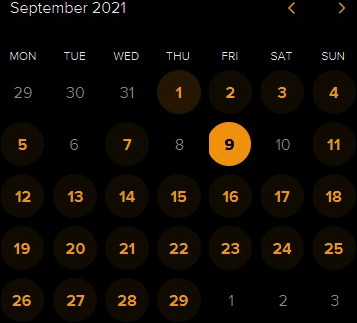 September 2021
MON TUE WED THU FRI SAT SUN
29 30 31 1 2 3 4
5 6 7 8 9 10 11
12 13 14 15 16 17 18
19 20 21 22 23 24 25
26 27 28 29 1 2 3